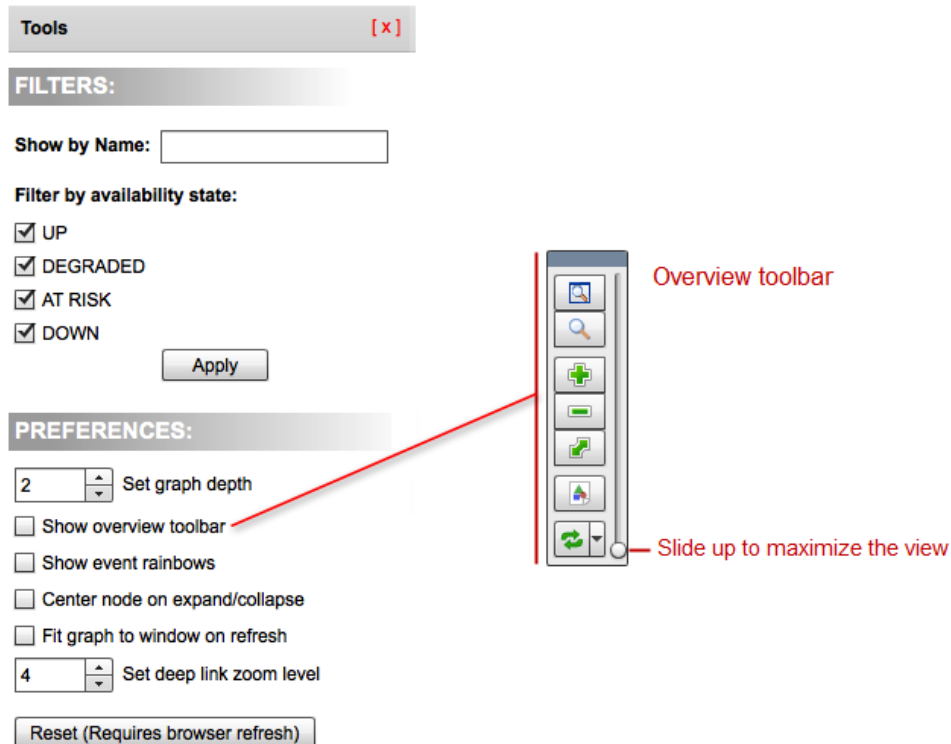 Tools [ x ]
FILTERS:
Show by Name:
Filter by availability state:
UP
DEGRADED
AT RISK
DOWN
Apply
PREFERENCES:
2 Set graph depth
Show overview toolbar
Show event rainbows
Center node on expand/collapse
Fit graph to window on refresh
4 Set deep link zoom level
Reset (Requires browser refresh)
Overview toolbar
Slide up to maximize the view